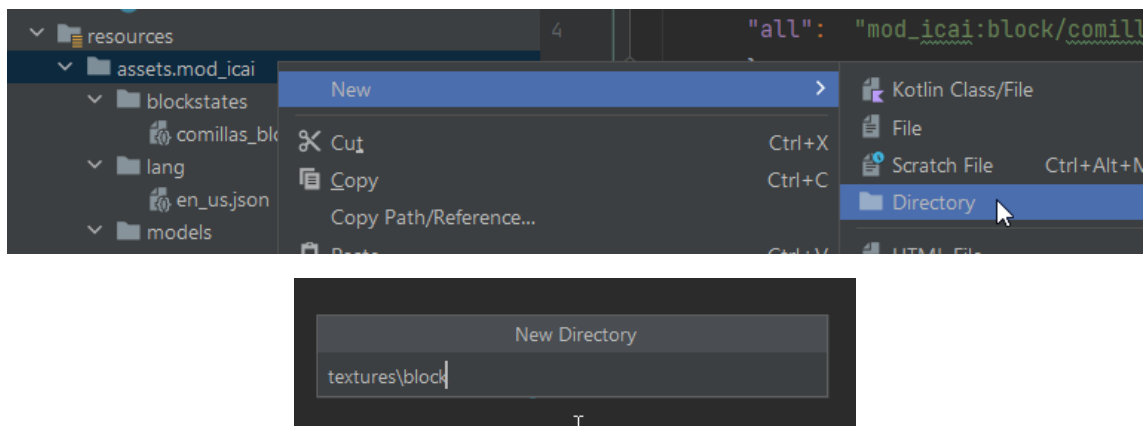 resources
4
"all": "mod_icai:block/comill
assets.mod_icai
New
Kotlin Class/File
blockstates
File
comillas_blo
Cut Ctrl+X
Scratch File Ctrl+Alt+N
lang
Copy Ctrl+C
Directory
en_us.json
Copy Path/Reference...
models
New Directory
textures\block